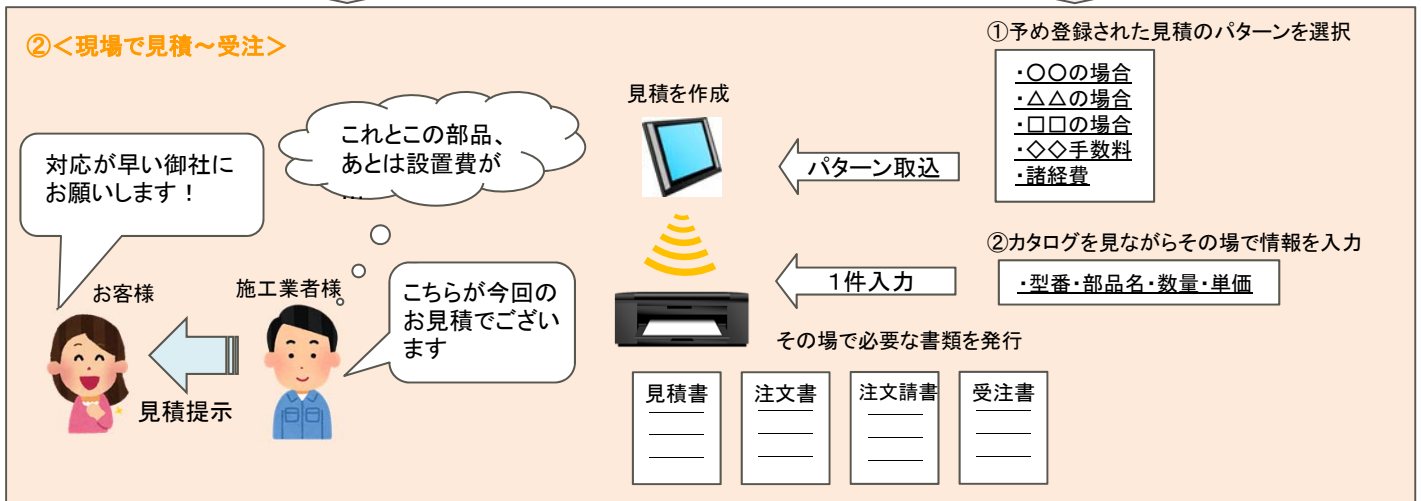 ②＜現場で見積～受注＞
対応が早い御社に
お願いします！
これとこの部品、
あとは設置費が
…
お客様
施工業者様
こちらが今回の
お見積でござい
ます
見積提示
見積を作成
パターン取込
1件入力
①予め登録された見積のパターンを選択
・〇〇の場合
・△△の場合
・□□の場合
・◇◇手数料
・諸経費
②カタログを見ながらその場で情報を入力
・型番・部品名・数量・単価
その場で必要な書類を発行
見積書
注文書
注文請書
受注書